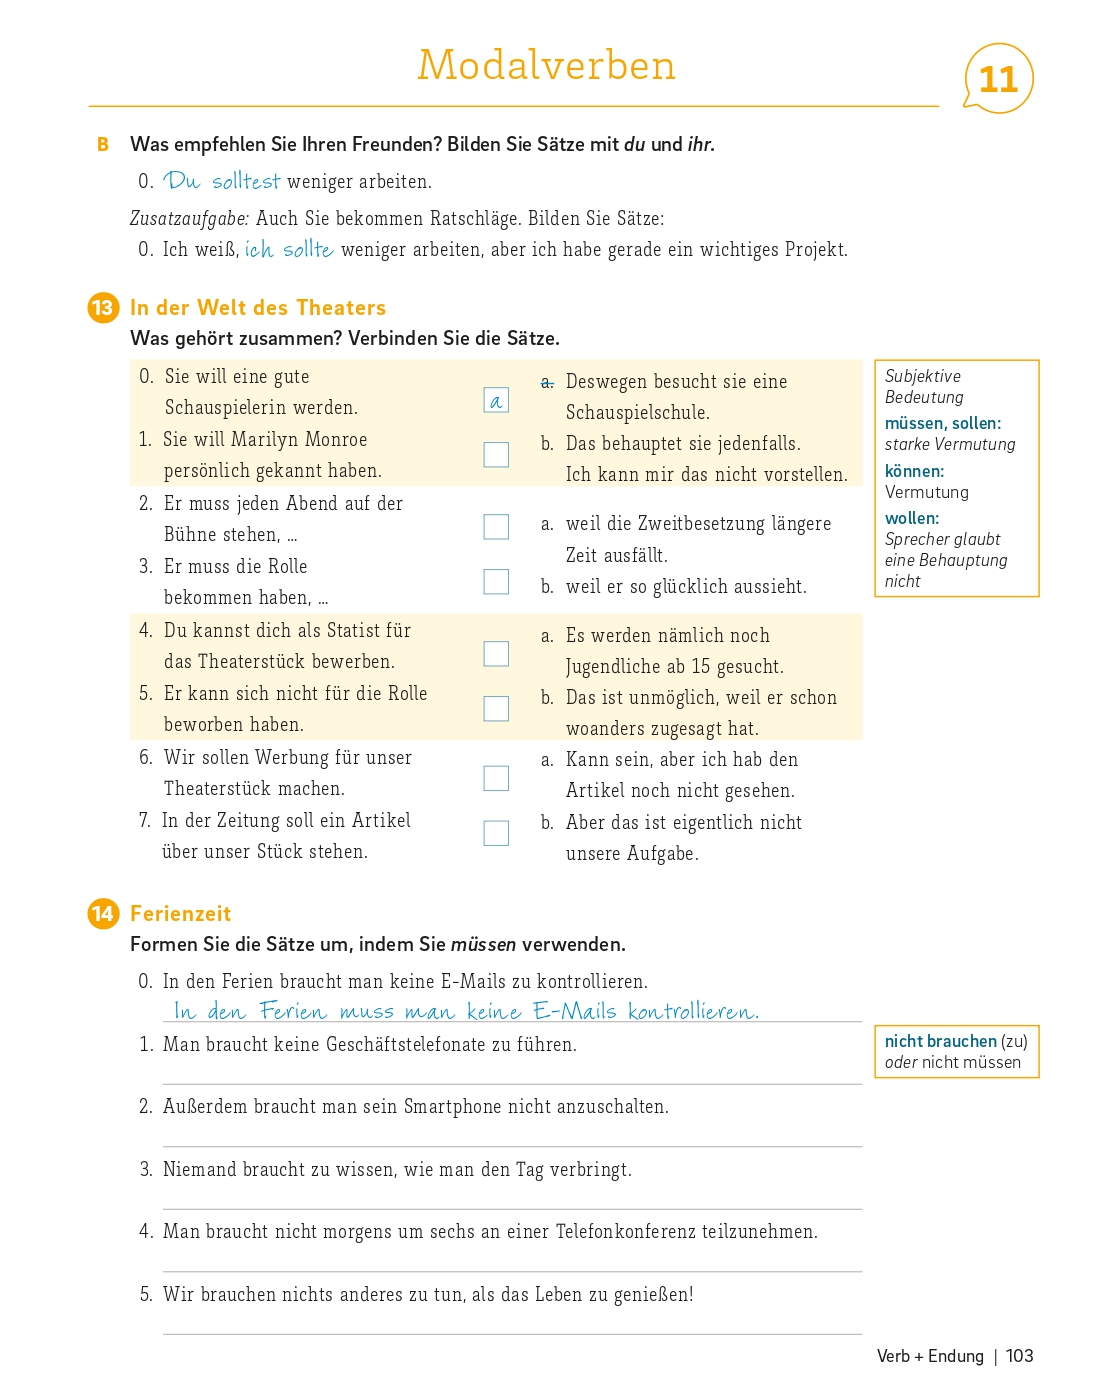 Modalverben
11
B Was empfehlen Sie Ihren Freunden? Bilden Sie Sätze mit du und ihr.
0. Du solltest weniger arbeiten.
Zusatzaufgabe: Auch Sie bekommen Ratschläge. Bilden Sie Sätze:
0. Ich weiß, ich sollte weniger arbeiten, aber ich habe gerade ein wichtiges Projekt.
13 In der Welt des Theaters
Was gehört zusammen? Verbinden Sie die Sätze.
0. Sie will eine gute
Schauspielerin werden.
a
a. Deswegen besucht sie eine
Schauspielschule.
1. Sie will Marilyn Monroe
persönlich gekannt haben.
b. Das behauptet sie jedenfalls.
Ich kann mir das nicht vorstellen.
2. Er muss jeden Abend auf der
Bühne stehen, ...
a. weil die Zweitbesetzung längere
Zeit ausfällt.
3. Er muss die Rolle
bekommen haben, ...
b. weil er so glücklich aussieht.
4. Du kannst dich als Statist für
das Theaterstück bewerben.
a. Es werden nämlich noch
Jugendliche ab 15 gesucht.
5. Er kann sich nicht für die Rolle
beworben haben.
b. Das ist unmöglich, weil er schon
woanders zugesagt hat.
6. Wir sollen Werbung für unser
Theaterstück machen.
a. Kann sein, aber ich hab den
Artikel noch nicht gesehen.
7. In der Zeitung soll ein Artikel
über unser Stück stehen.
b. Aber das ist eigentlich nicht
unsere Aufgabe.
Subjektive
Bedeutung
müssen, sollen:
starke Vermutung
können:
Vermutung
wollen:
Sprecher glaubt
eine Behauptung
nicht
14 Ferienzeit
Formen Sie die Sätze um, indem Sie müssen verwenden.
0. In den Ferien braucht man keine E-Mails zu kontrollieren.
In den Ferien muss man keine E-Mails kontrollieren.
1. Man braucht keine Geschäftstelefonate zu führen.
2. Außerdem braucht man sein Smartphone nicht anzuschalten.
3. Niemand braucht zu wissen, wie man den Tag verbringt.
4. Man braucht nicht morgens um sechs an einer Telefonkonferenz teilzunehmen.
5. Wir brauchen nichts anderes zu tun, als das Leben zu genießen!
nicht brauchen (zu)
oder nicht müssen
Verb + Endung | 103